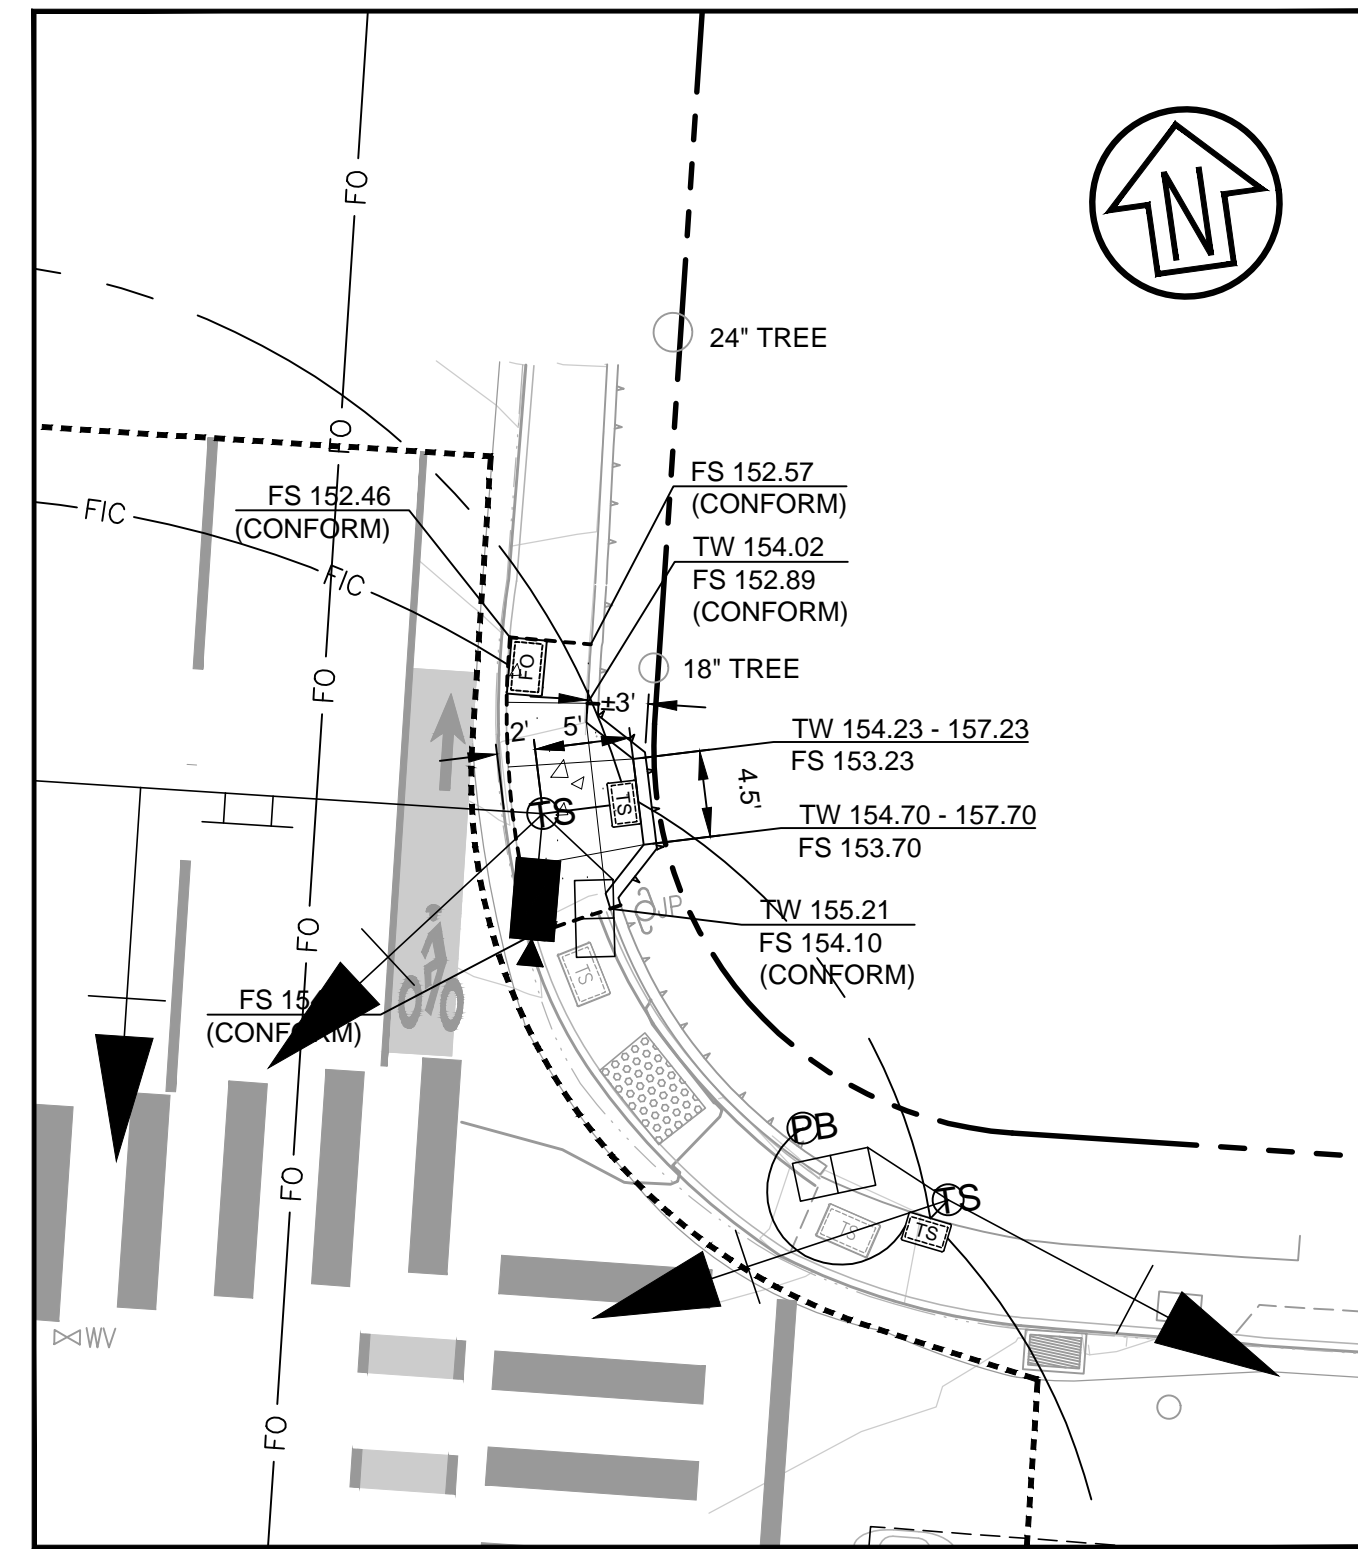 N
FO
24" TREE
FO
FS 152.57
(CONFORM)
FS 152.46
(CONFORM)
FIC
FIC
TW 154.02
FS 152.89
(CONFORM)
FO
18" TREE
FO
±3'
2'
5'
TW 154.23 - 157.23
FS 153.23
4.5'
TS
TS
TW 154.70 - 157.70
FS 153.70
JP
TW 155.21
FS 154.10
(CONFORM)
FO
TS
FS 15
(CONFORM)
PB
FO
TS
TS
TS
WV
FO